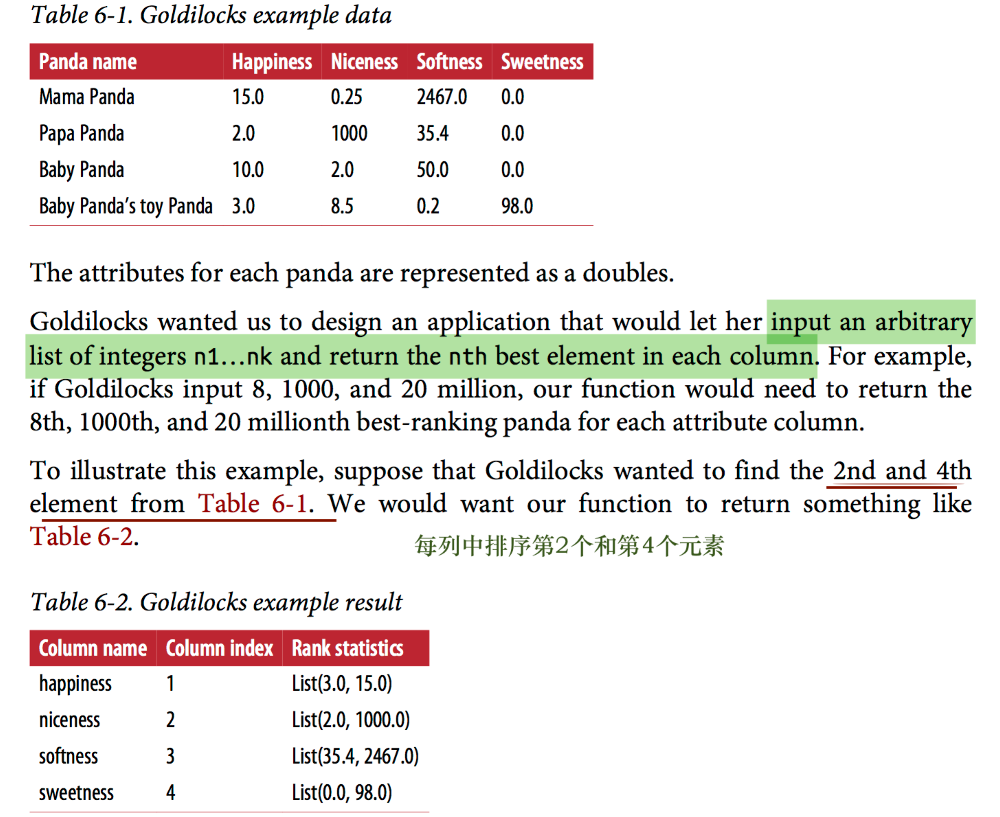 Table 6-1. Goldilocks example data
Panda name Happiness Niceness Softness Sweetness
Mama Panda 15.0 0.25 2467.0 0.0
Papa Panda 2.0 1000 35.4 0.0
Baby Panda 10.0 2.0 50.0 0.0
Baby Panda’s toy Panda 3.0 8.5 0.2 98.0
The attributes for each panda are represented as a doubles.
Goldilocks wanted us to design an application that would let her input an arbitrary
list of integers n1...nk and return the nth best element in each column. For example,
if Goldilocks input 8, 1000, and 20 million, our function would need to return the
8th, 1000th, and 20 millionth best-ranking panda for each attribute column.
To illustrate this example, suppose that Goldilocks wanted to find the 2nd and 4th
element from Table 6-1. We would want our function to return something like
Table 6-2.
每列中排序第2个和第4个元素
Table 6-2. Goldilocks example result
Column name Column index Rank statistics
happiness 1 List(3.0, 15.0)
niceness 2 List(2.0, 1000.0)
softness 3 List(35.4, 2467.0)
sweetness 4 List(0.0, 98.0)